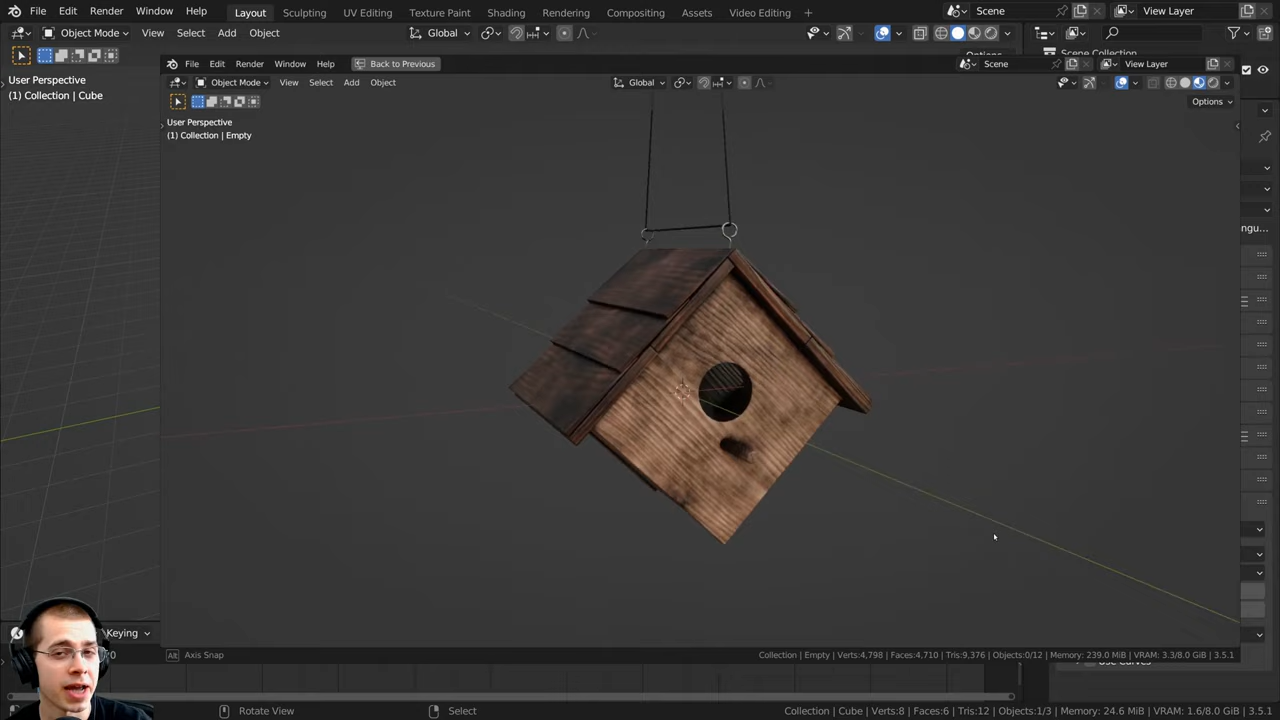 File Edit Render Window Help Layout Sculpting UV Editing Texture Paint Shading Rendering Compositing Assets Video Editing + Scene View Layer
Object Mode View Select Add Object Global
Options
Scene Collection
User Perspective
(1) Collection | Cube
File Edit Render Window Help Back to Previous Scene View Layer
Object Mode View Select Add Object Global
Options
User Perspective
(1) Collection | Empty
Keying
Alt Axis Snap Collection | Empty Verts:4,798 Faces:4,710 Tris:9,376 Objects:0/12 Memory: 239.0 MiB VRAM: 3.3/8.0 GiB 3.5.1
Rotate View Select Collection | Cube Verts:8 Faces:6 Tris:12 Objects:1/3 Memory: 24.6 MiB VRAM: 1.6/8.0 GiB 3.5.1